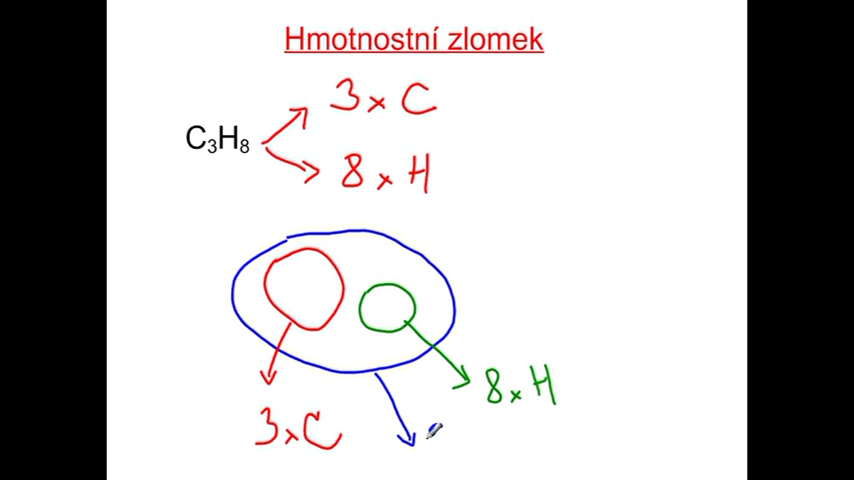 Hmotnostní zlomek
3 x C
C₃H₈
8 x H
8 x H
3 x C